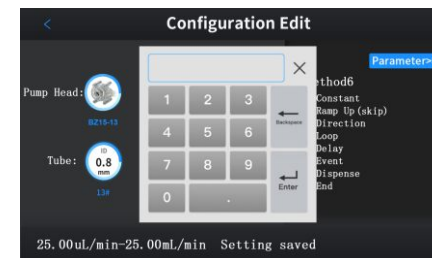 Configuration Edit
Parameter>
Pump Head:
BZ15-13
Tube:
ID
0.8
mm
13#
1 2 3
Backspace
4 5 6
7 8 9
Enter
0 .
thod6
Constant
Ramp Up(skip)
Direction
Loop
Delay
Event
Dispense
End
25.00uL/min-25.00mL/min Setting saved